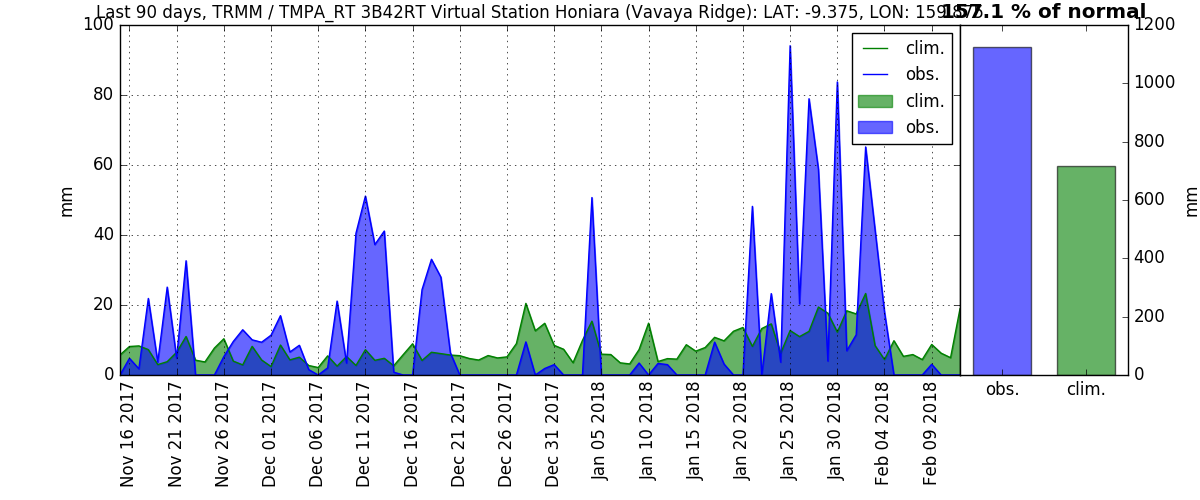 Last 90 days, TRMM / TMPA_RT 3B42RT Virtual Station Honiara (Vavaya Ridge): LAT: -9.375, LON:
157.1 % of normal
100
80
60
40
20
0
mm
clim.
obs.
clim.
obs.
1200
1000
800
600
400
200
0
mm
obs.
clim.
Nov 16 2017
Nov 21 2017
Nov 26 2017
Dec 01 2017
Dec 06 2017
Dec 11 2017
Dec 16 2017
Dec 21 2017
Dec 26 2017
Dec 31 2017
Jan 05 2018
Jan 10 2018
Jan 15 2018
Jan 20 2018
Jan 25 2018
Jan 30 2018
Feb 04 2018
Feb 09 2018